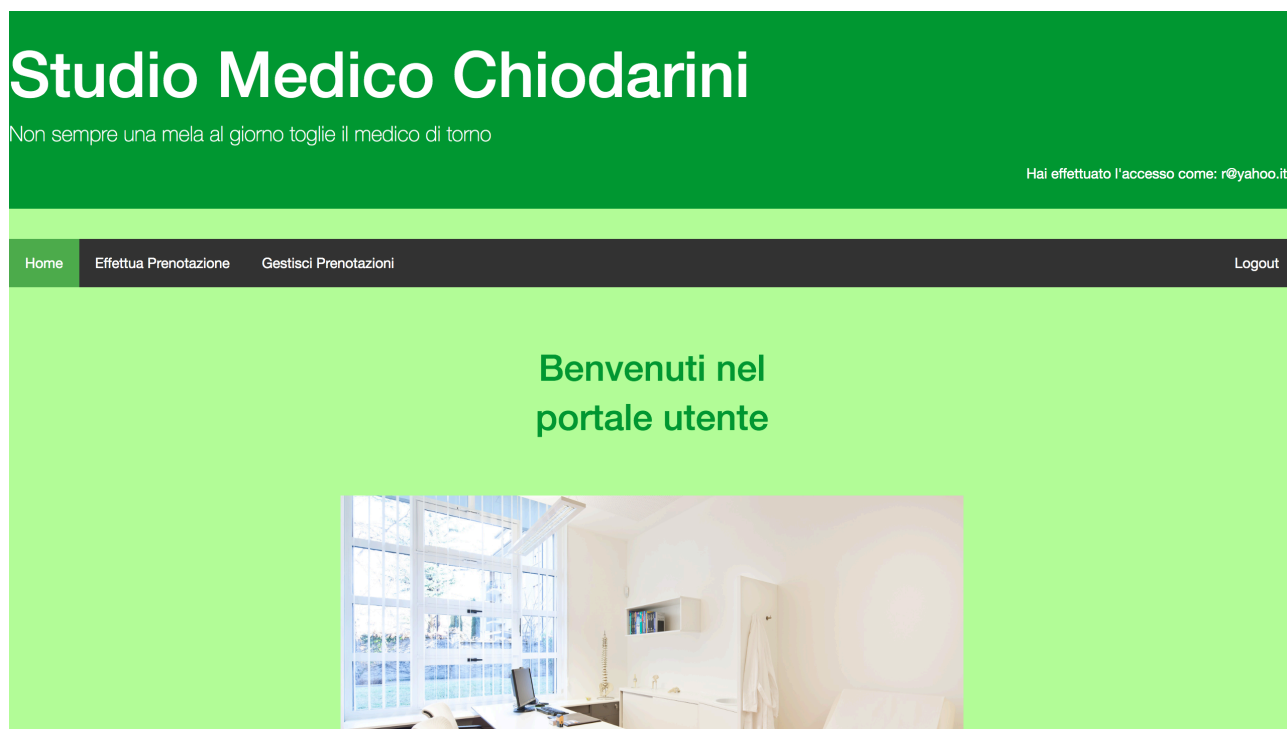 Studio Medico Chiodarini
Non sempre una mela al giorno toglie il medico di torno
Hai effettuato l'accesso come: r@yahoo.it
Home Effettua Prenotazione Gestisci Prenotazioni Logout
Benvenuti nel
portale utente